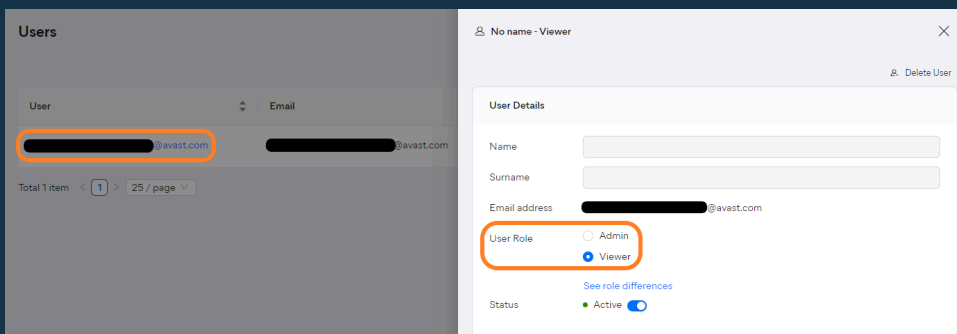 Users
User
Email
@avast.com
@avast.com
Total 1 item < 1 > 25 / page
No name - Viewer
Delete User
User Details
Name
Surname
Email address
@avast.com
User Role
Admin
Viewer
See role differences
Status
Active